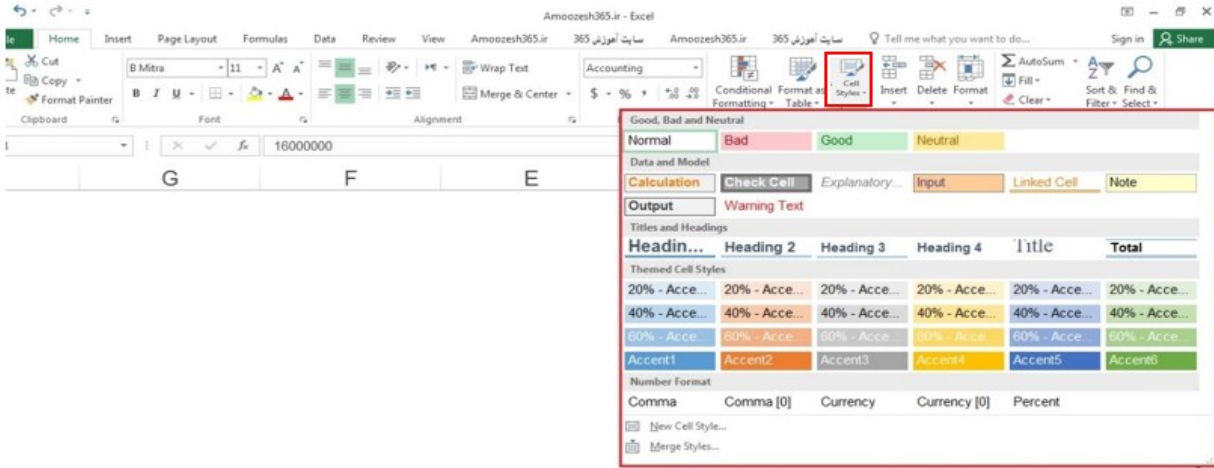 Amoozesh365.ir - Excel
Home Insert Page Layout Formulas Data Review View Amoozesh365.ir سایت آموزش 365 Amoozesh365.ir سایت آموزش 365 Tell me what you want to do... Sign in Share
Cut
Copy
Format Painter
Clipboard
B Mitra 11 A A
B I U A
Font
Wrap Text
Merge & Center
Alignment
Accounting
$ % ,
Conditional Formatting
Format as Table
Cell Styles
Insert Delete Format
AutoSum
Fill
Clear
Sort & Filter
Find & Select
fx 16000000
G F E
Good, Bad and Neutral
Normal Bad Good Neutral
Data and Model
Calculation Check Cell Explanatory... Input Linked Cell Note
Output Warning Text
Titles and Headings
Headin... Heading 2 Heading 3 Heading 4 Title Total
Themed Cell Styles
20% - Acce... 20% - Acce... 20% - Acce... 20% - Acce... 20% - Acce... 20% - Acce...
40% - Acce... 40% - Acce... 40% - Acce... 40% - Acce... 40% - Acce... 40% - Acce...
60% - Acce... 60% - Acce... 60% - Acce... 60% - Acce... 60% - Acce... 60% - Acce...
Accent1 Accent2 Accent3 Accent4 Accent5 Accent6
Number Format
Comma Comma [0] Currency Currency [0] Percent
New Cell Style...
Merge Styles...